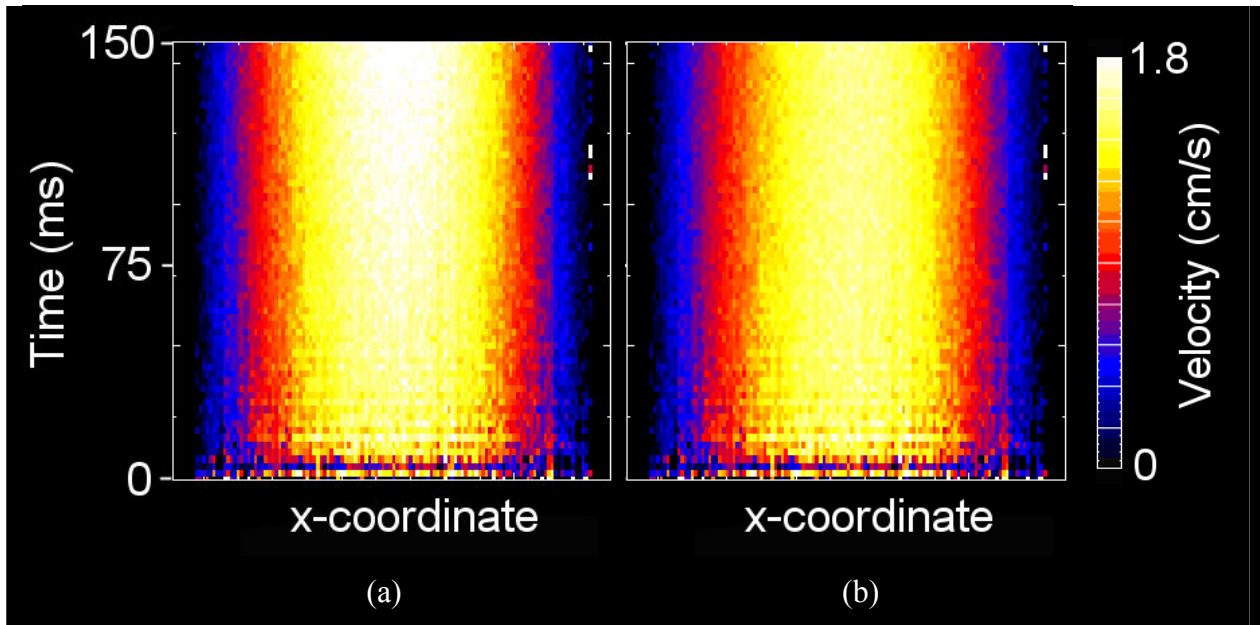 150
75
0
Time (ms)
x-coordinate
x-coordinate
1.8
0
Velocity (cm/s)
(a)
(b)